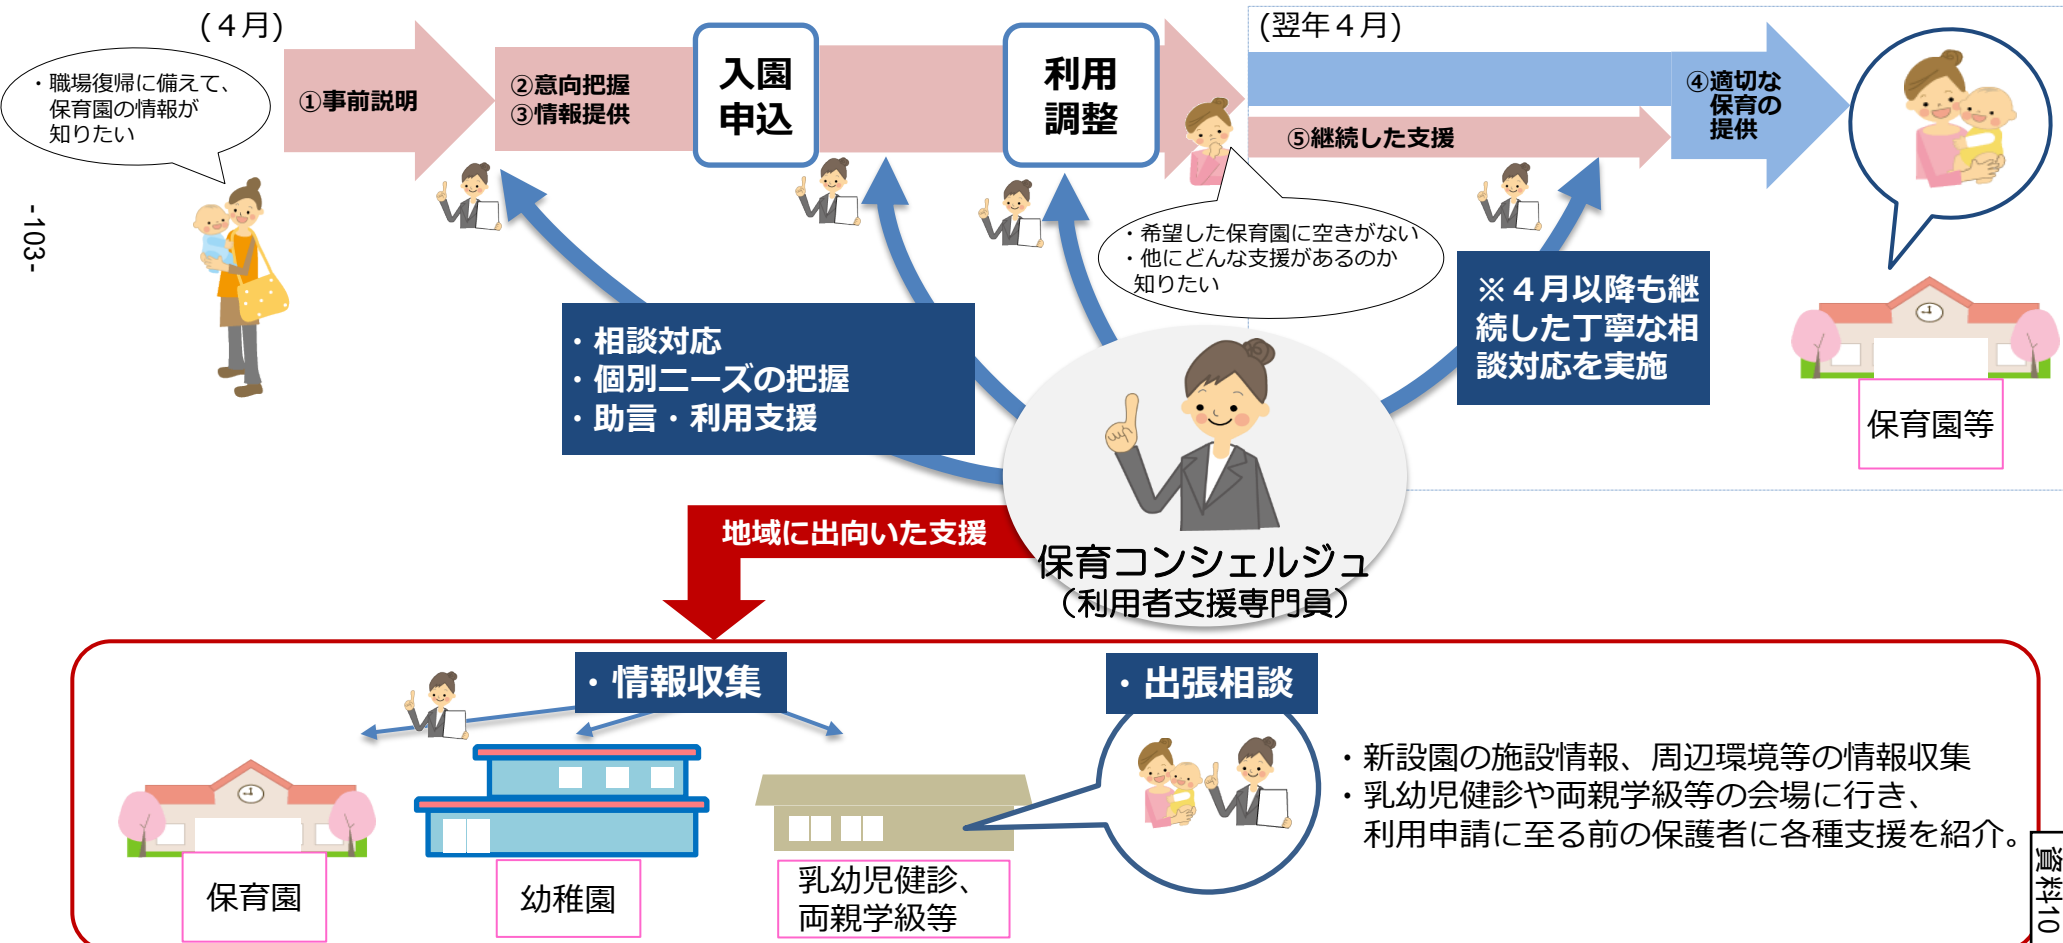 (４月)
(翌年４月)
・職場復帰に備えて、
保育園の情報が
知りたい
①事前説明
②意向把握
③情報提供
入園
申込
利用
調整
④適切な
保育の
提供
⑤継続した支援
・希望した保育園に空きがない
・他にどんな支援があるのか
知りたい
-103-
・相談対応
・個別ニーズの把握
・助言・利用支援
※４月以降も継
続した丁寧な相
談対応を実施
保育園等
地域に出向いた支援
保育コンシェルジュ
（利用者支援専門員）
・情報収集
・出張相談
・新設園の施設情報、周辺環境等の情報収集
・乳幼児健診や両親学級等の会場に行き、
利用申請に至る前の保護者に各種支援を紹介。
保育園
幼稚園
乳幼児健診、
両親学級等
資料10